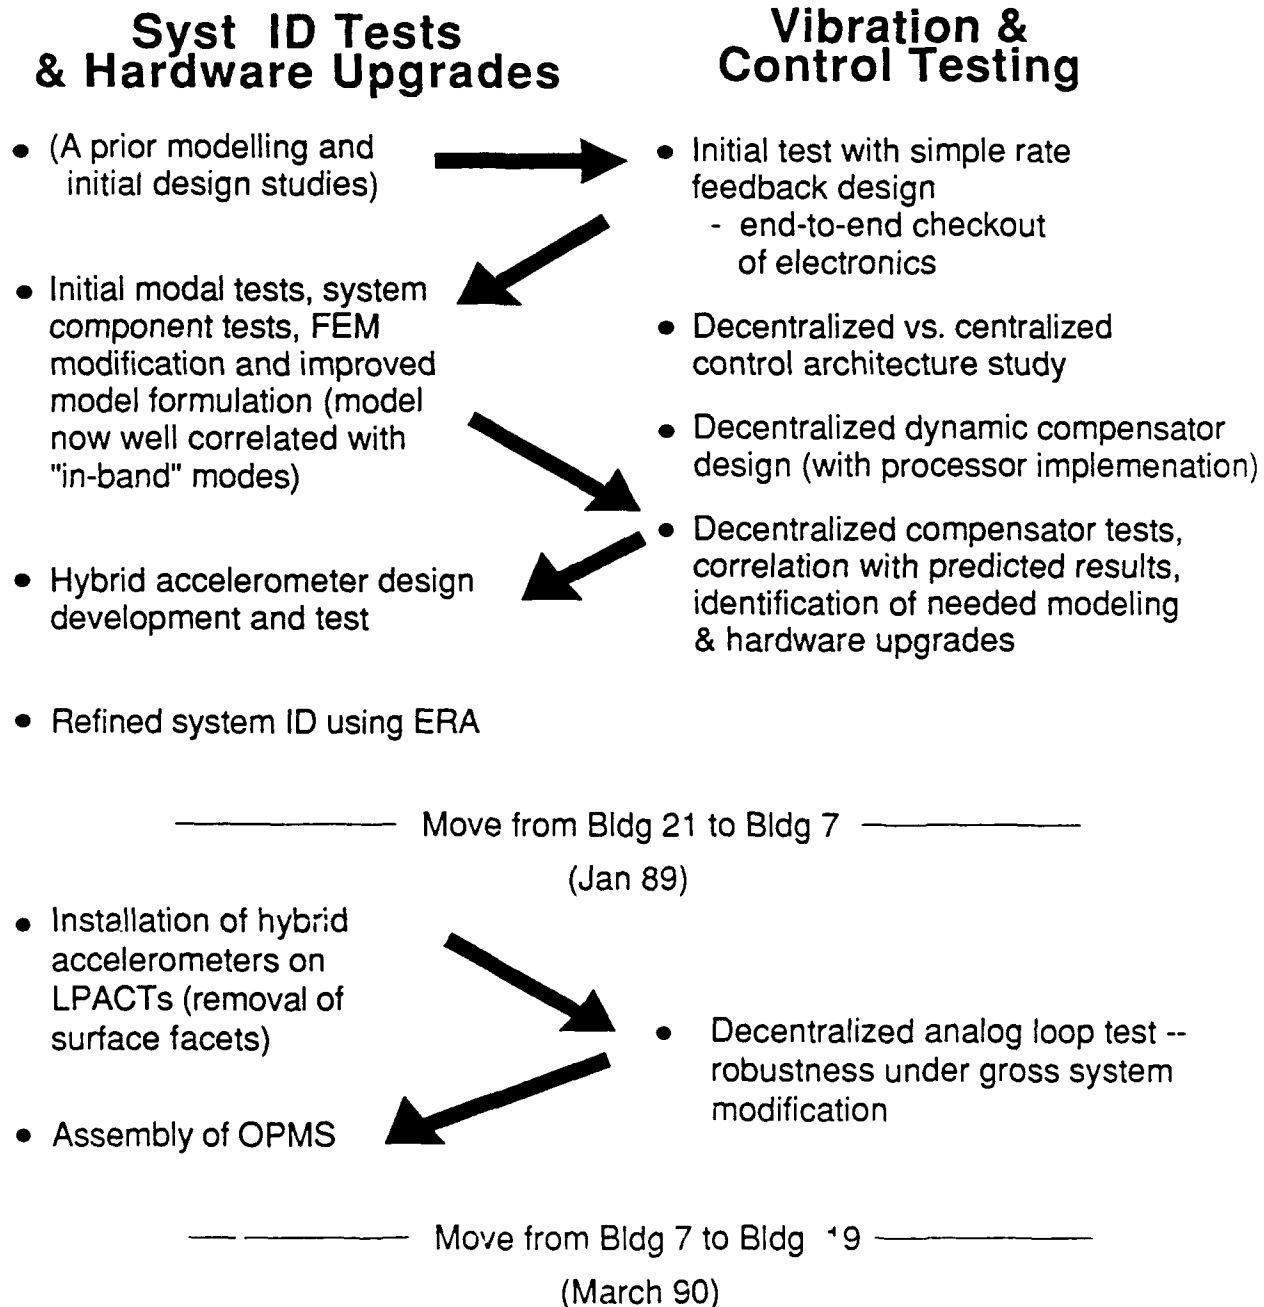 Syst ID Tests
& Hardware Upgrades
Vibration &
Control Testing
• (A prior modelling and
initial design studies)
• Initial test with simple rate
feedback design
- end-to-end checkout
of electronics
• Initial modal tests, system
component tests, FEM
modification and improved
model formulation (model
now well correlated with
"in-band" modes)
• Decentralized vs. centralized
control architecture study
• Decentralized dynamic compensator
design (with processor implemenation)
• Decentralized compensator tests,
correlation with predicted results,
identification of needed modeling
& hardware upgrades
• Hybrid accelerometer design
development and test
• Refined system ID using ERA
Move from Bldg 21 to Bldg 7
(Jan 89)
• Installation of hybrid
accelerometers on
LPACTs (removal of
surface facets)
• Decentralized analog loop test --
robustness under gross system
modification
• Assembly of OPMS
Move from Bldg 7 to Bldg 19
(March 90)